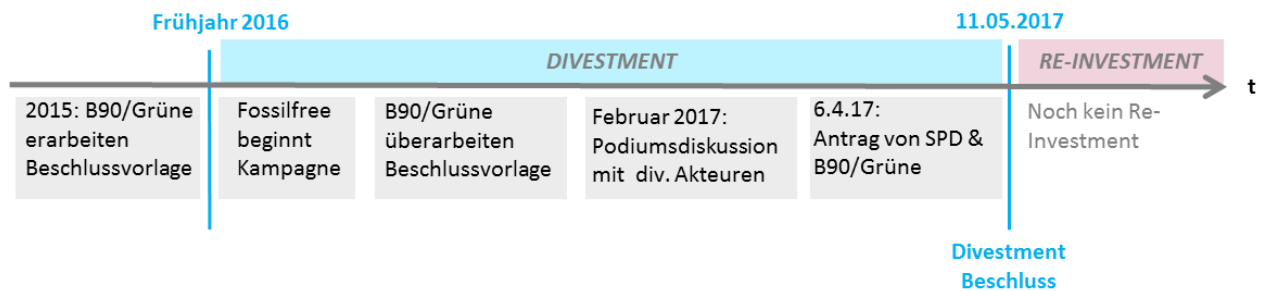 Frühjahr 2016
11.05.2017
DIVESTMENT
RE-INVESTMENT
t
2015: B90/Grüne
erarbeiten
Beschlussvorlage
Fossilfree
beginnt
Kampagne
B90/Grüne
überarbeiten
Beschlussvorlage
Februar 2017:
Podiumsdiskussion
mit div. Akteuren
6.4.17:
Antrag von SPD &
B90/Grüne
Noch kein Re-
Investment
Divestment
Beschluss